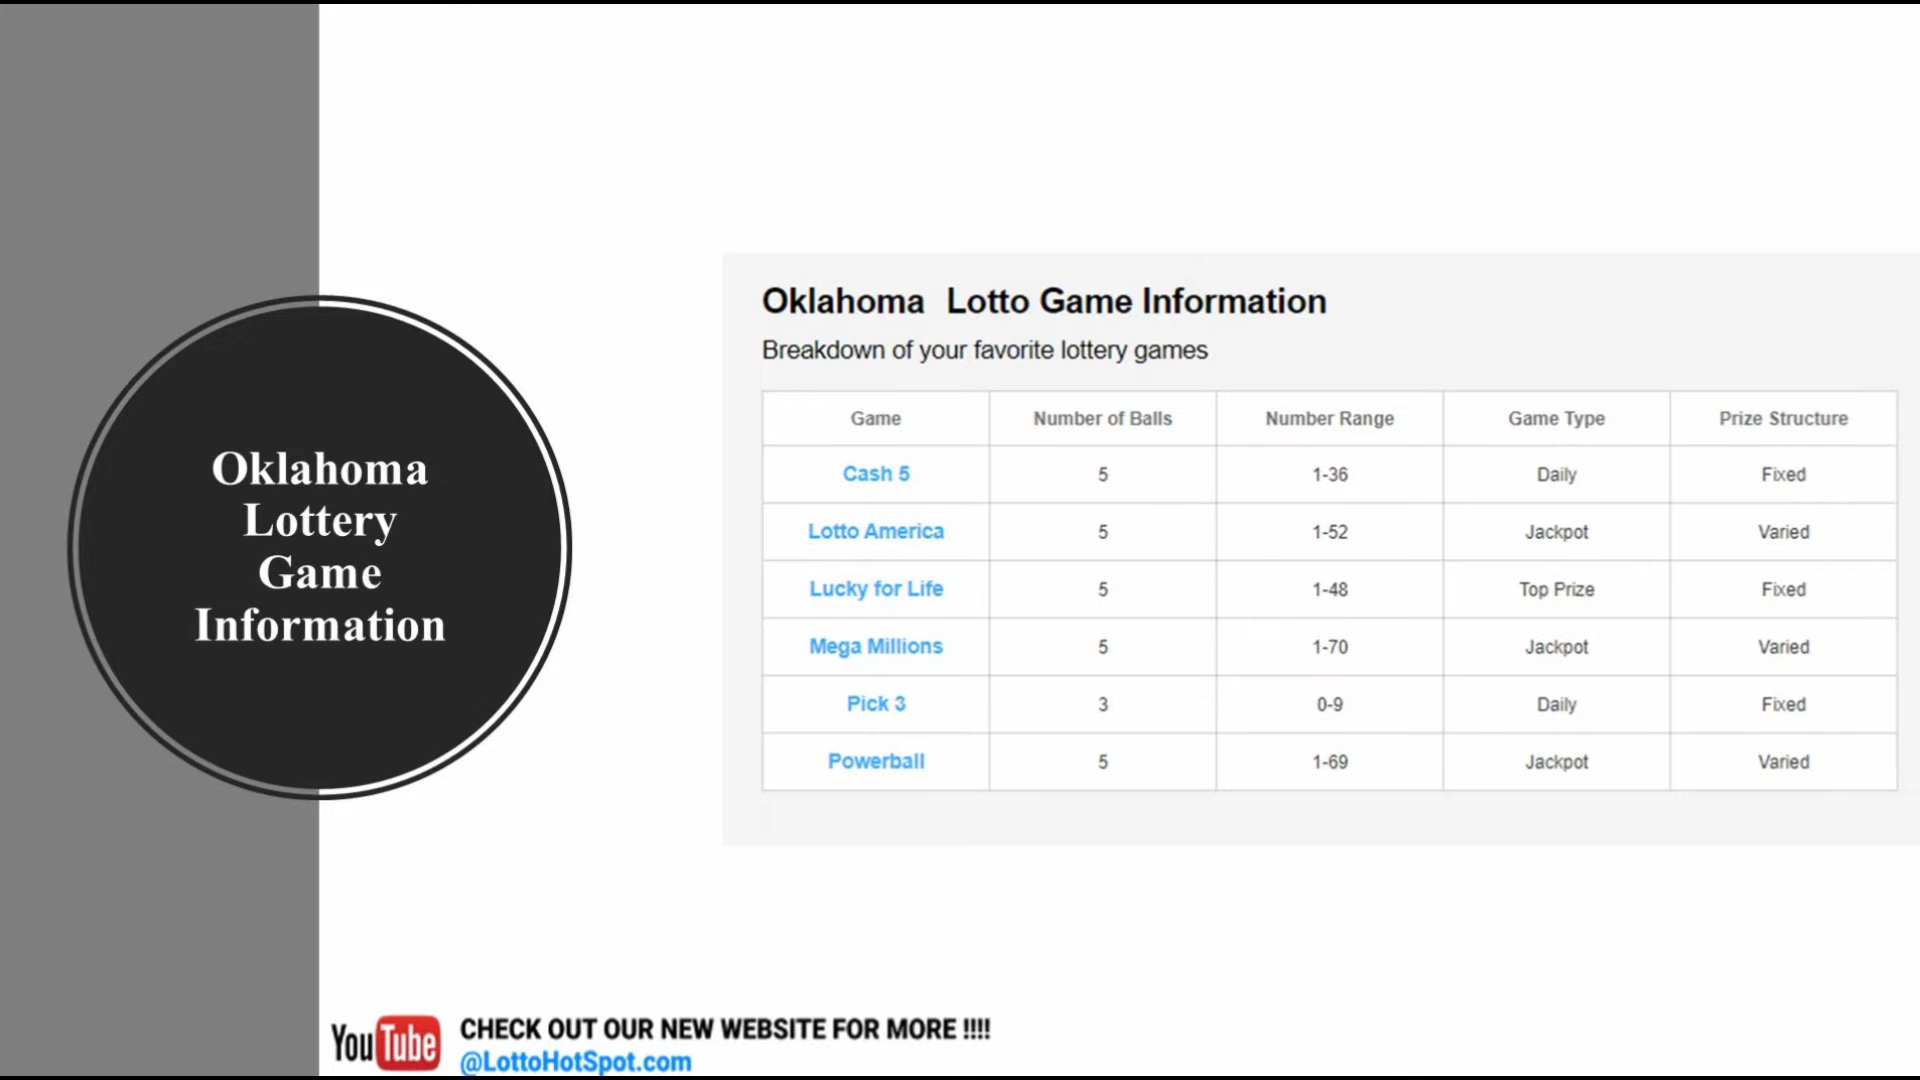 Oklahoma
Lottery
Game
Information
Oklahoma Lotto Game Information
Breakdown of your favorite lottery games
Game Number of Balls Number Range Game Type Prize Structure
Cash 5 5 1-36 Daily Fixed
Lotto America 5 1-52 Jackpot Varied
Lucky for Life 5 1-48 Top Prize Fixed
Mega Millions 5 1-70 Jackpot Varied
Pick 3 3 0-9 Daily Fixed
Powerball 5 1-69 Jackpot Varied
YouTube CHECK OUT OUR NEW WEBSITE FOR MORE !!!!
@LottoHotSpot.com